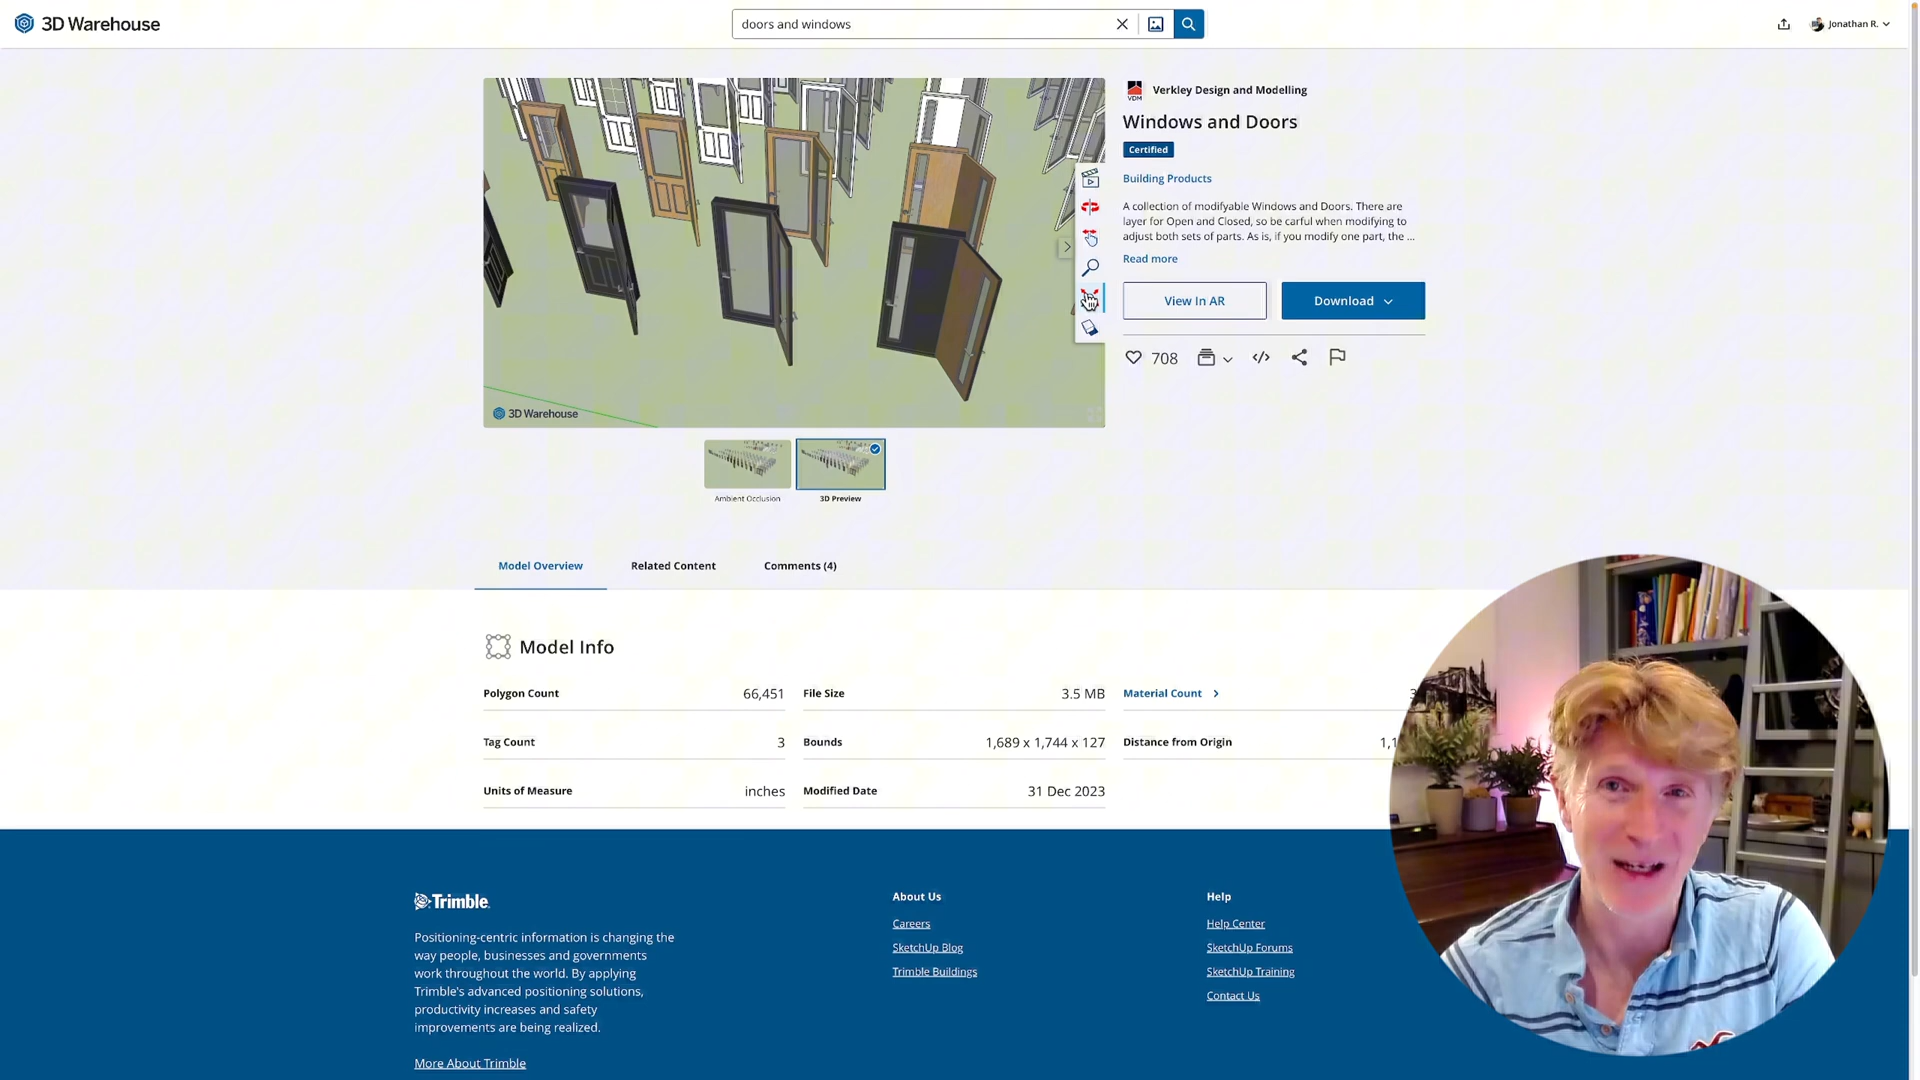 3D Warehouse
doors and windows
Jonathan R.
Verkley Design and Modelling
Windows and Doors
Certified
Building Products
A collection of modifyable Windows and Doors. There are
layer for Open and Closed, so be carful when modifying to
adjust both sets of parts. As is, if you modify one part, the ...
Read more
View In AR
Download
708
3D Warehouse
Ambient Occlusion
3D Preview
Model Overview
Related Content
Comments (4)
Model Info
Polygon Count 66,451
File Size 3.5 MB
Material Count
Tag Count 3
Bounds 1,689 x 1,744 x 127
Distance from Origin
Units of Measure inches
Modified Date 31 Dec 2023
Trimble
Positioning-centric information is changing the
way people, businesses and governments
work throughout the world. By applying
Trimble's advanced positioning solutions,
productivity increases and safety
improvements are being realized.
More About Trimble
About Us
Careers
SketchUp Blog
Trimble Buildings
Help
Help Center
SketchUp Forums
SketchUp Training
Contact Us